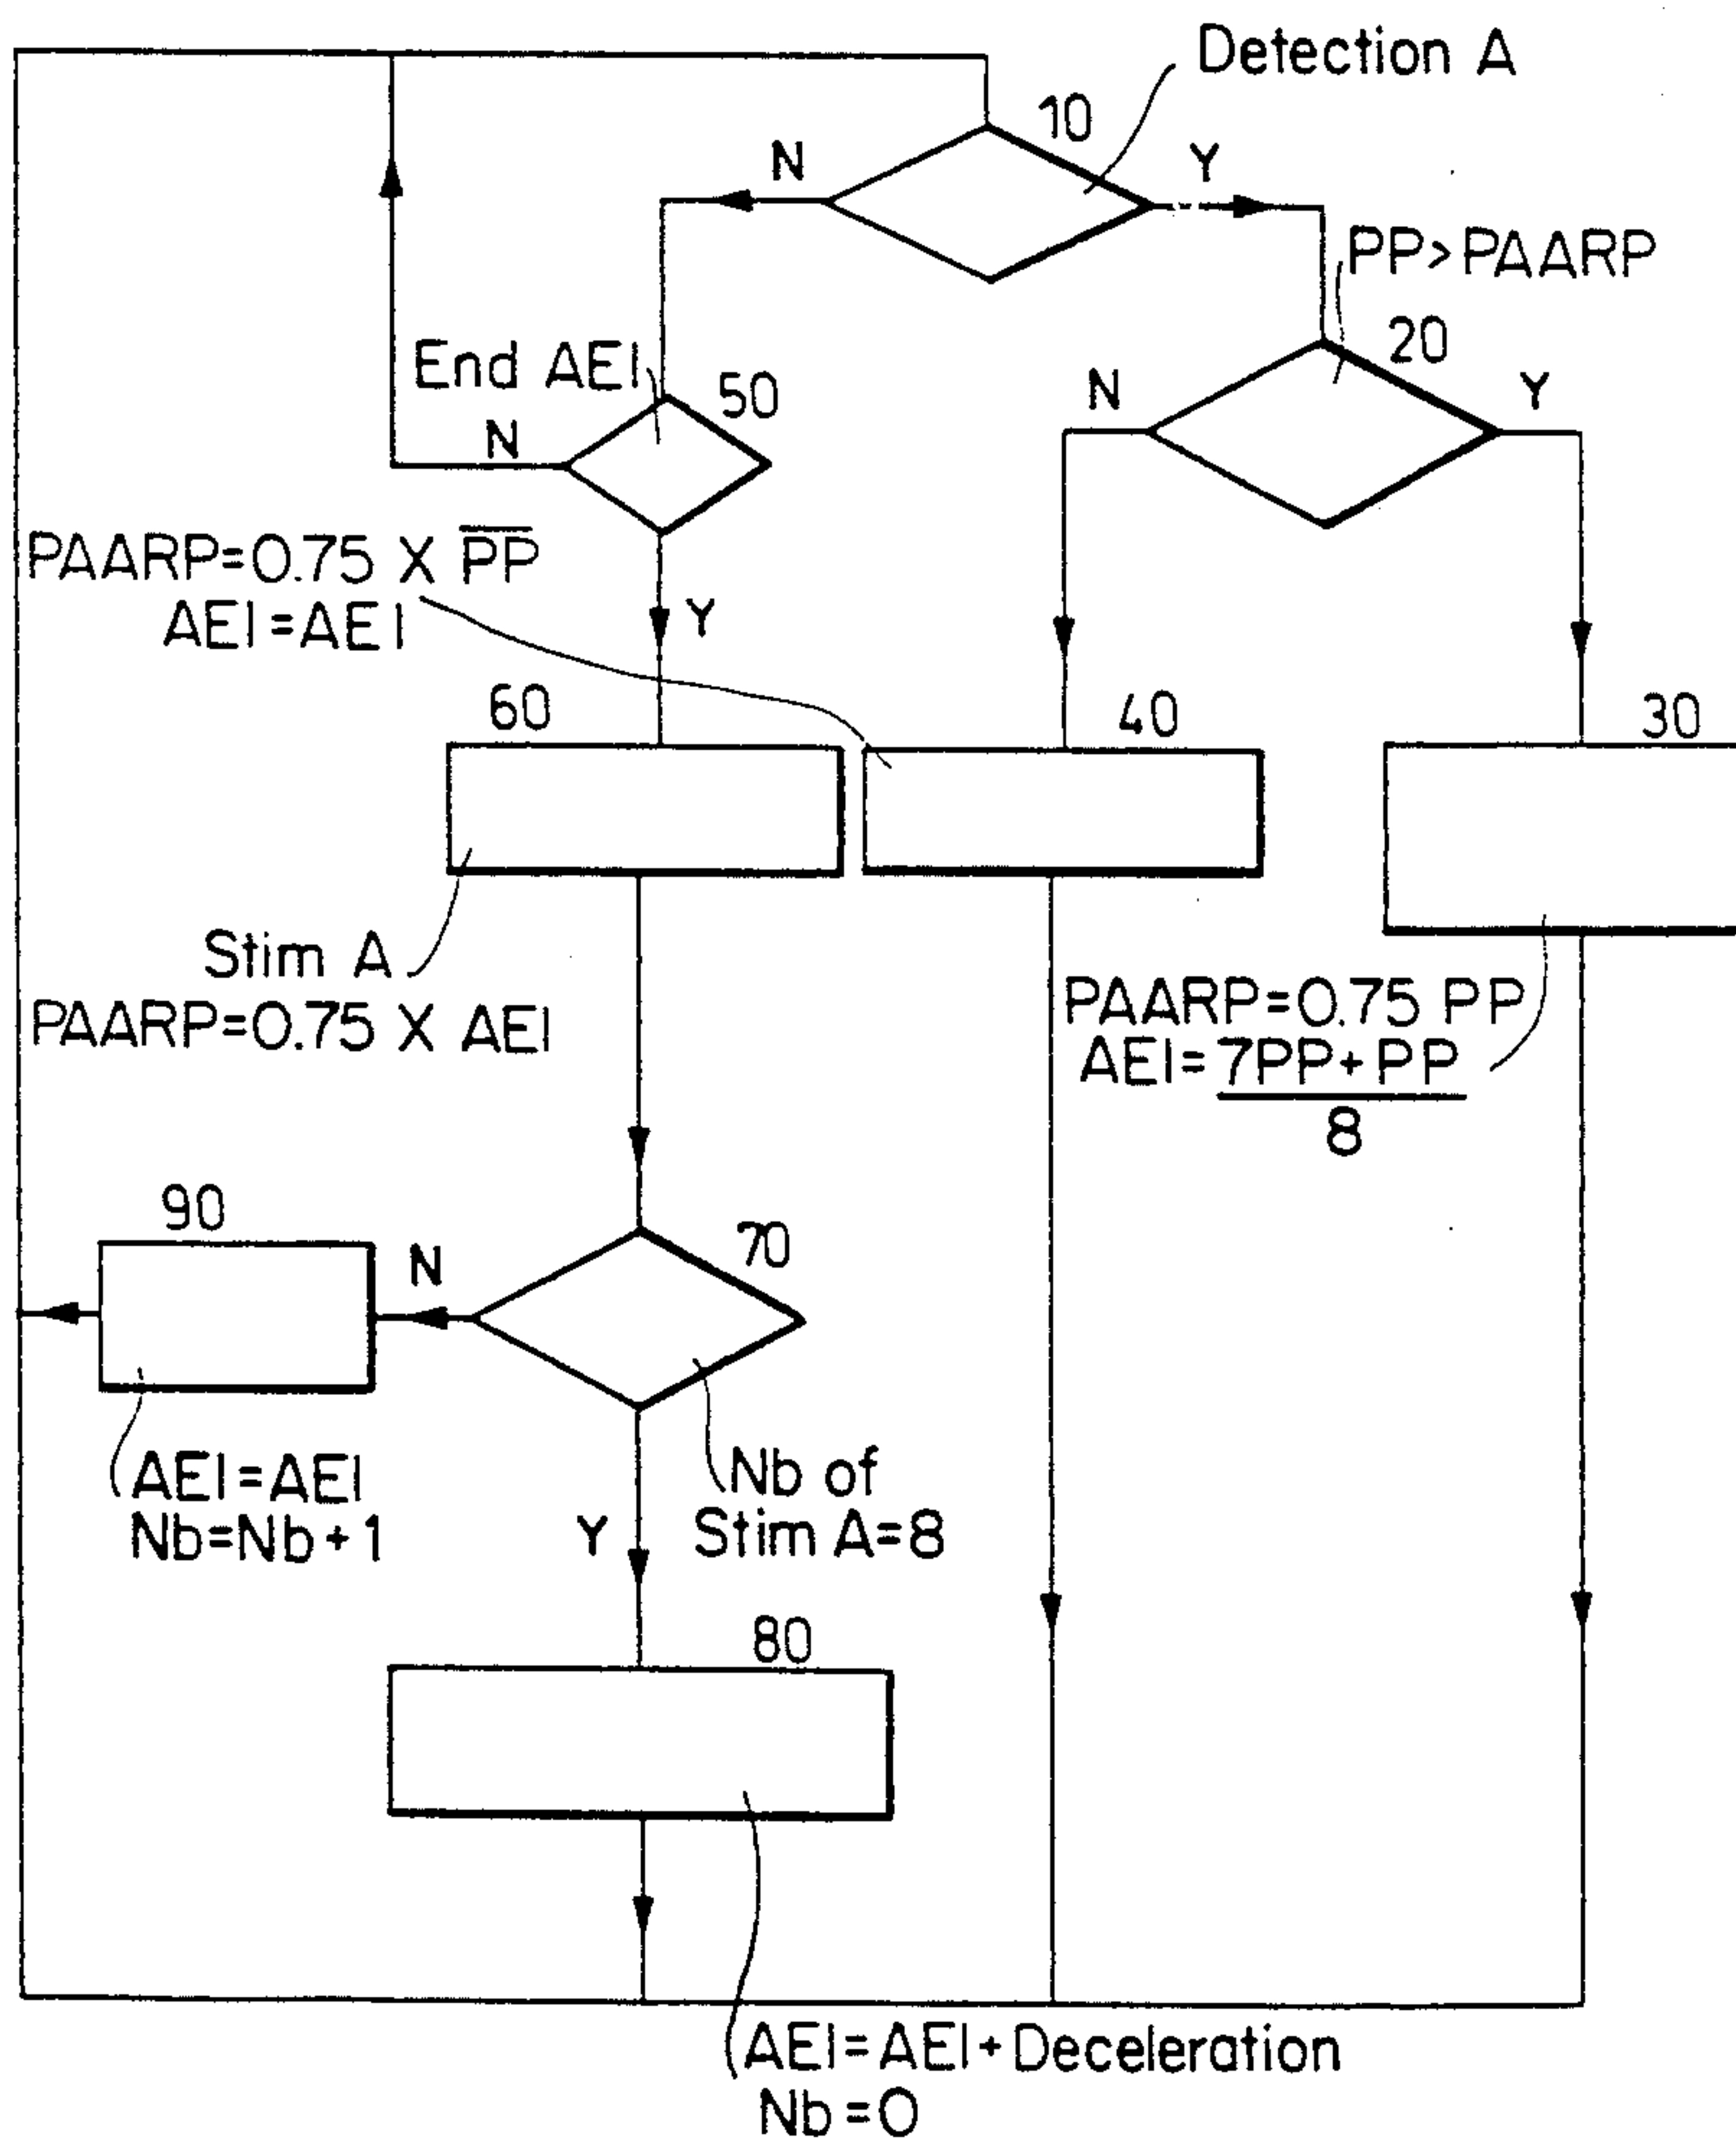 Detection A
10
N
Y
PP>PAARP
20
End AEI
50
N
N
Y
PAARP=0.75 X P̅P̅
AEI=AEI
Y
60
40
30
Stim A
PAARP=0.75 X AEI
PAARP=0.75 PP
AEI=7PP+PP
8
90
N
70
AEI=AEI
Nb=Nb+1
Nb of
Stim A=8
Y
80
AEI=AEI+Deceleration
Nb=0